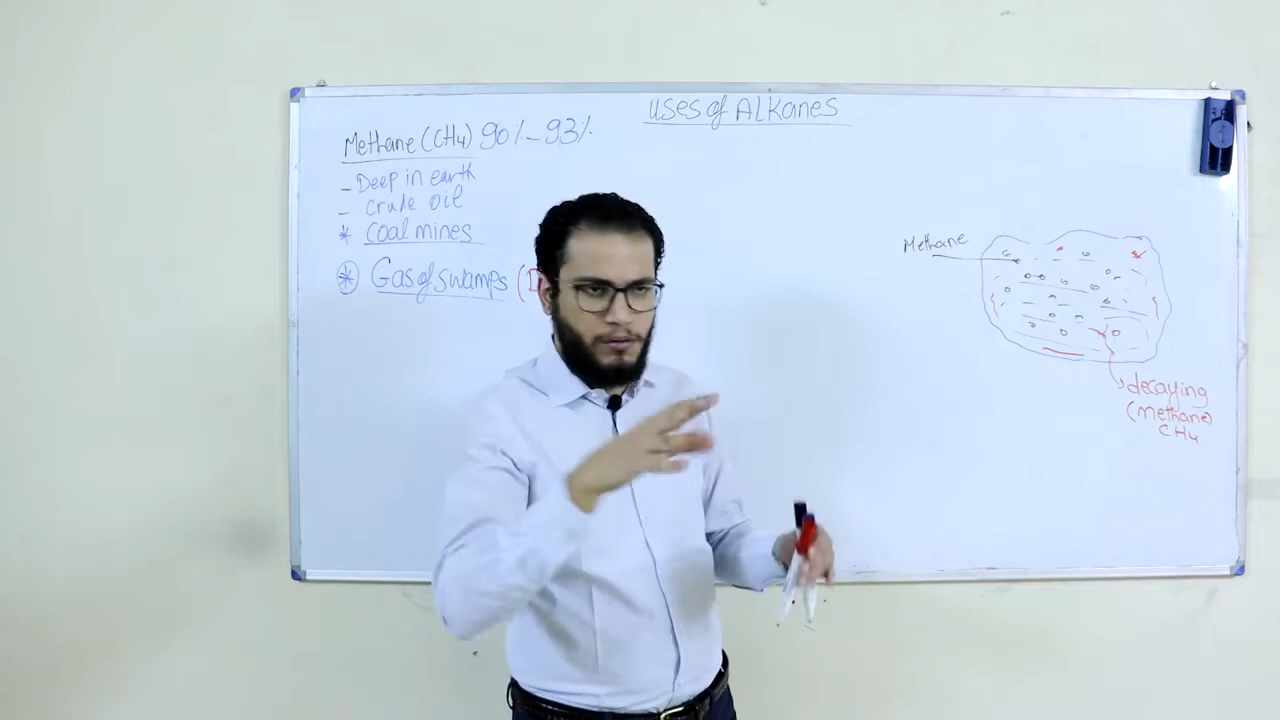 Uses of Alkanes
Methane (CH4) 90% - 93%
- Deep in earth
- Crude oil
* Coal mines
* Gas of swamps (
Methane
decaying
(methane)
CH4